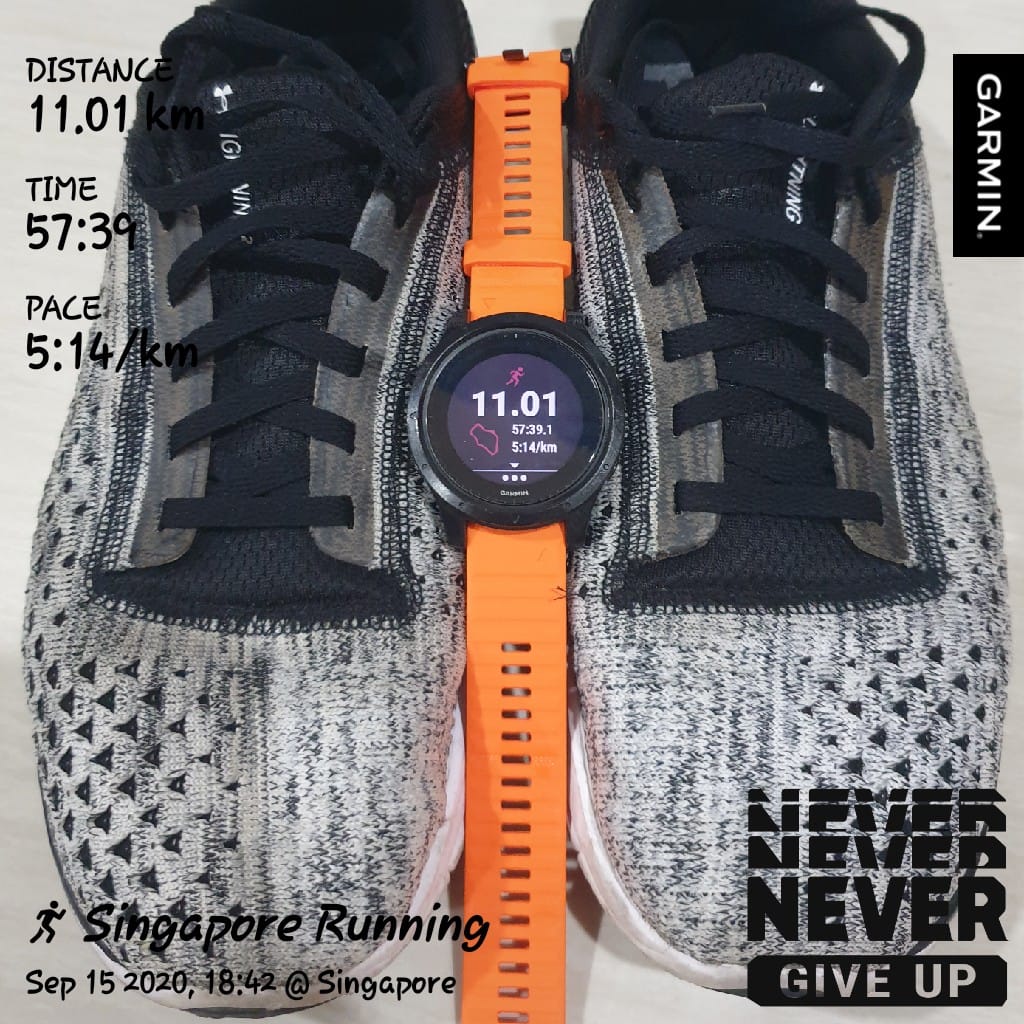 DISTANCE
11.01 km
TIME
57:39
PACE
5:14/km
GARMIN
11.01
57:39.1
5:14/km
GARMIN
NEVER
NEVER
NEVER
GIVE UP
Singapore Running
Sep 15 2020, 18:42 @ Singapore